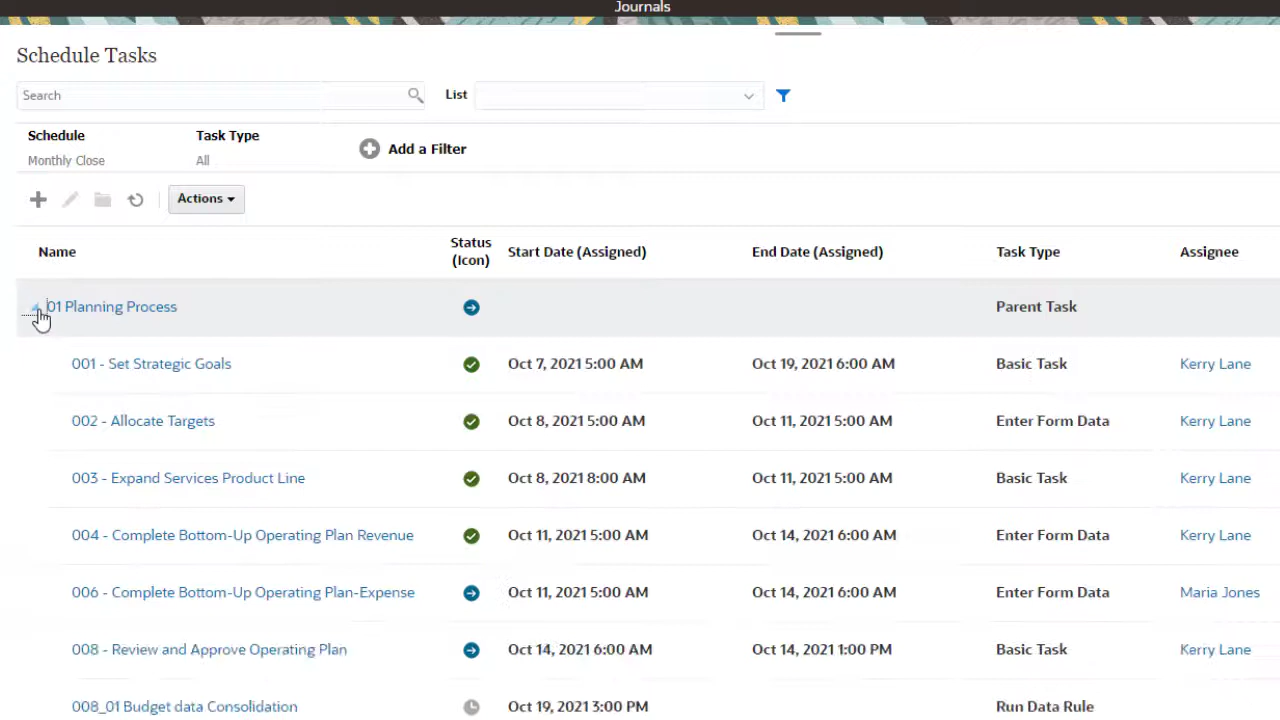 Journals
Schedule Tasks
Search
List
Schedule Task Type
Monthly Close All
Add a Filter
Actions
Name Status (Icon) Start Date (Assigned) End Date (Assigned) Task Type Assignee
01 Planning Process Parent Task
001 - Set Strategic Goals Oct 7, 2021 5:00 AM Oct 19, 2021 6:00 AM Basic Task Kerry Lane
002 - Allocate Targets Oct 8, 2021 5:00 AM Oct 11, 2021 5:00 AM Enter Form Data Kerry Lane
003 - Expand Services Product Line Oct 8, 2021 8:00 AM Oct 11, 2021 5:00 AM Basic Task Kerry Lane
004 - Complete Bottom-Up Operating Plan Revenue Oct 11, 2021 5:00 AM Oct 14, 2021 6:00 AM Enter Form Data Kerry Lane
006 - Complete Bottom-Up Operating Plan-Expense Oct 11, 2021 5:00 AM Oct 14, 2021 6:00 AM Enter Form Data Maria Jones
008 - Review and Approve Operating Plan Oct 14, 2021 6:00 AM Oct 14, 2021 1:00 PM Basic Task Kerry Lane
008_01 Budget data Consolidation Oct 19, 2021 3:00 PM Run Data Rule